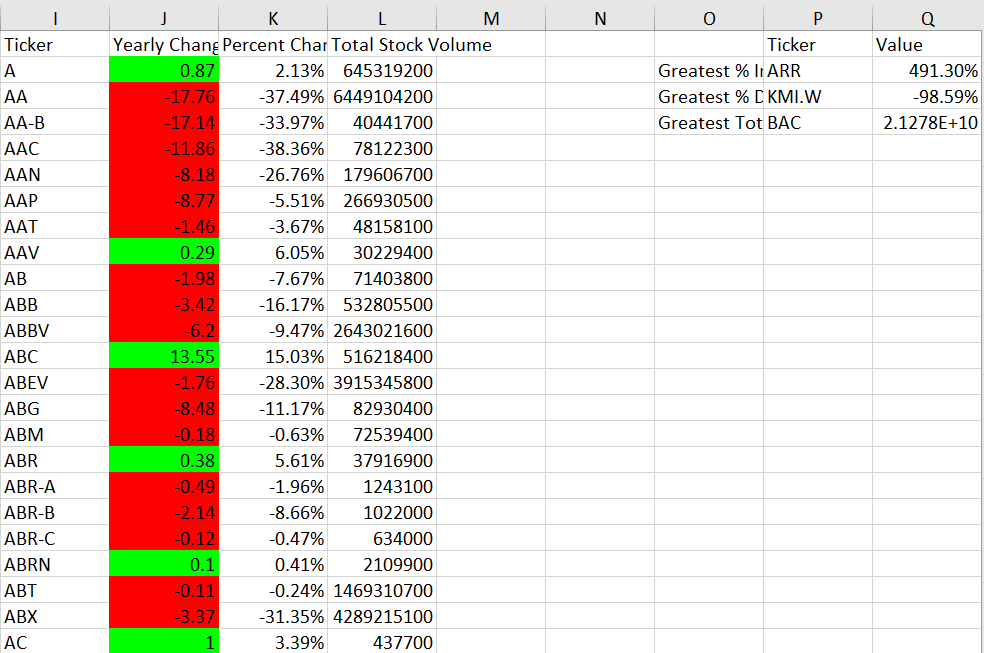 I J K L M N O P Q
Ticker Yearly Chang Percent Char Total Stock Volume Ticker Value
A 0.87 2.13% 645319200 Greatest % I ARR 491.30%
AA -17.76 -37.49% 6449104200 Greatest % D KMI.W -98.59%
AA-B -17.14 -33.97% 40441700 Greatest Tot BAC 2.1278E+10
AAC -11.86 -38.36% 78122300
AAN -8.18 -26.76% 179606700
AAP -8.77 -5.51% 266930500
AAT -1.46 -3.67% 48158100
AAV 0.29 6.05% 30229400
AB -1.98 -7.67% 71403800
ABB -3.42 -16.17% 532805500
ABBV -6.2 -9.47% 2643021600
ABC 13.55 15.03% 516218400
ABEV -1.76 -28.30% 3915345800
ABG -8.48 -11.17% 82930400
ABM -0.18 -0.63% 72539400
ABR 0.38 5.61% 37916900
ABR-A -0.49 -1.96% 1243100
ABR-B -2.14 -8.66% 1022000
ABR-C -0.12 -0.47% 634000
ABRN 0.1 0.41% 2109900
ABT -0.11 -0.24% 1469310700
ABX -3.37 -31.35% 4289215100
AC 1 3.39% 437700